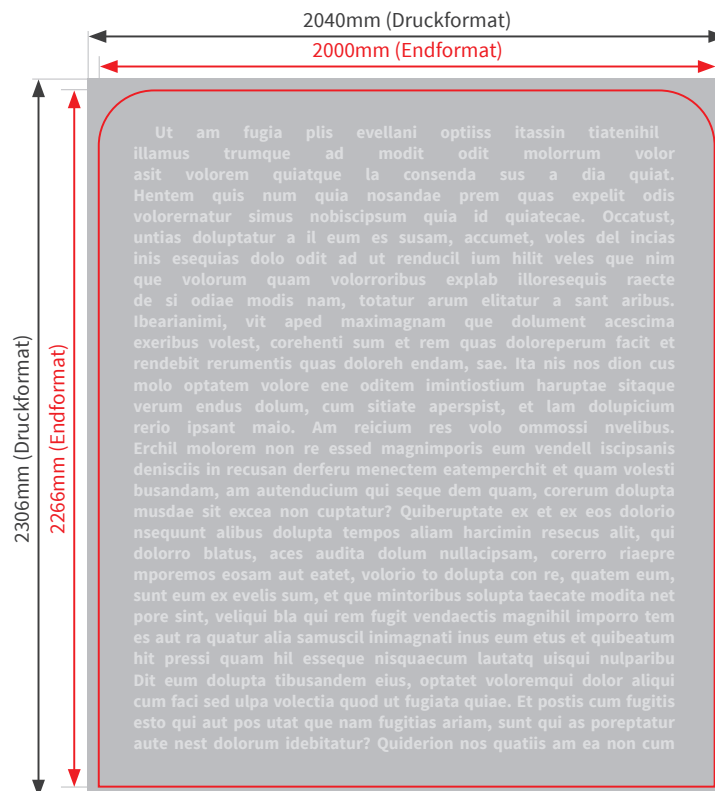 2040mm (Druckformat)
2000mm (Endformat)
2306mm (Druckformat)
2266mm (Endformat)
Ut am fugia plis evellani optiiss itassin tiatenihil
illamus trumque ad modit odit molorrum volor
asit volorem quiatque la consenda sus a dia quiat.
Hentem quis num quia nosandae prem quas expelit odis
volorernatur simus nobiscipsum quia id quiatecae. Occatust,
untias doluptatur a il eum es susam, accumet, voles del incias
inis esequias dolo odit ad ut renducil ium hilit veles que nim
que volorum quam volorroribus explab illoresequis raecte
de si odiae modis nam, totatur arum elitatur a sant aribus.
Ibearianimi, vit aped maximagnam que dolument acescima
exeribus volest, corehenti sum et rem quas doloreperum facit et
rendebit rerumentis quas doloreh endam, sae. Ita nis nos dion cus
molo optatem volore ene oditem imintiostium haruptae sitaque
verum endus dolum, cum sitiate aperspist, et lam dolupicium
rerio ipsant maio. Am reicium res volo ommossi nvelibus.
Erchil molorem non re essed magnimporis eum vendell iscipsanis
denisciis in recusan derferu menectem eatemperchit et quam volesti
busandam, am autenducium qui seque dem quam, corerum dolupta
musdae sit excea non cuptatur? Quiberuptate ex et ex eos dolorio
nsequunt alibus dolupta tempos aliam harcimin resecus alit, qui
dolorro blatus, aces audita dolum nullacipsam, corerro riaepre
mporemos eosam aut eatet, volorio to dolupta con re, quatem eum,
sunt eum ex evelis sum, et que mintoribus solupta taecate modita net
pore sint, veliqui bla qui rem fugit vendaectis magnihil imporro tem
es aut ra quatur alia samuscil inimagnati inus eum etus et quibeatum
hit pressi quam hil esseque nisquaecum lautatq uisqui nulparibu
Dit eum dolupta tibusandem eius, optatet voloremqui dolor aliqui
cum faci sed ulpa volectia quod ut fugiata quiae. Et postis cum fugitis
esto qui aut pos utat que nam fugitias ariam, sunt qui as poreptatur
aute nest dolorum idebitatur? Quiderion nos quatiis am ea non cum